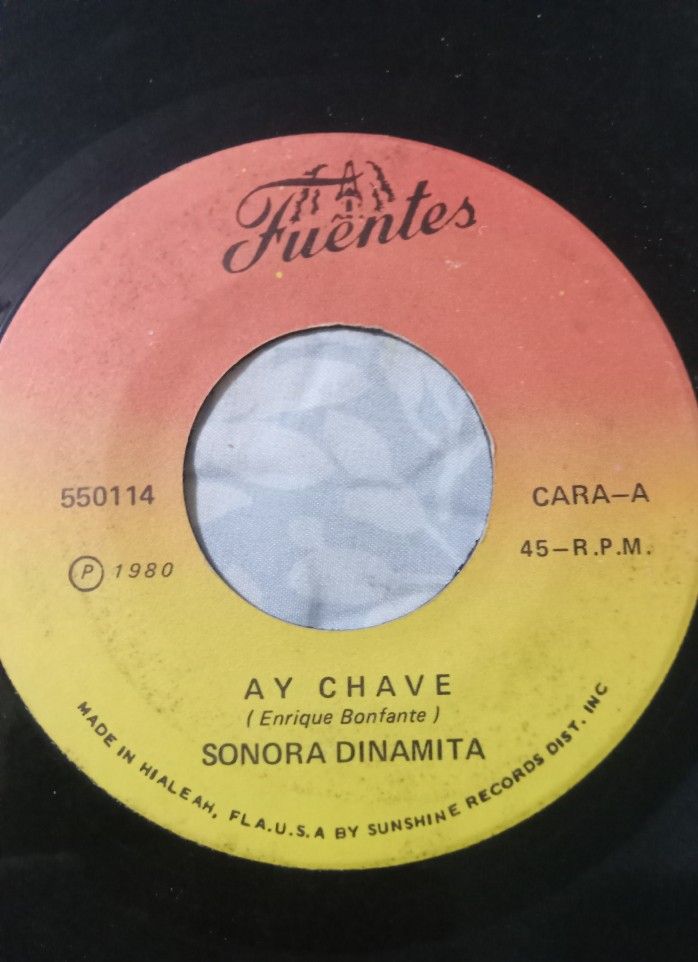 Fuentes
550114
CARA-A
Ⓟ 1980
45-R.P.M.
AY CHAVE
( Enrique Bonfante )
SONORA DINAMITA
MADE IN HIALEAH, FLA.U.S.A BY SUNSHINE RECORDS DIST. INC